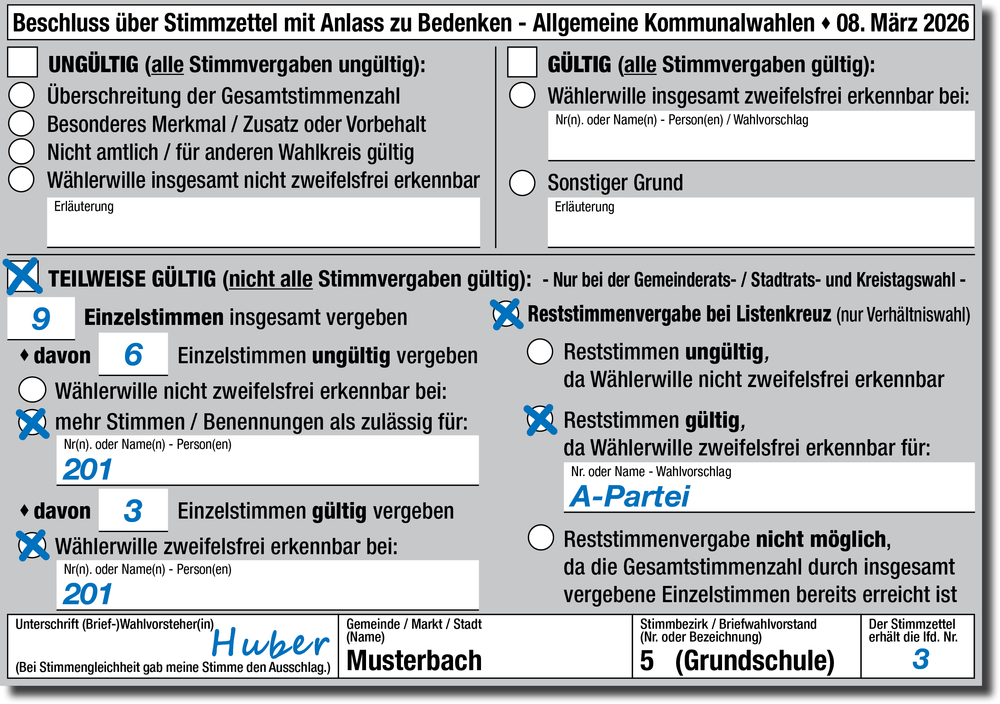 Beschluss über Stimmzettel mit Anlass zu Bedenken - Allgemeine Kommunalwahlen ♦ 08. März 2026
UNGÜLTIG (alle Stimmvergaben ungültig):
Überschreitung der Gesamtstimmenzahl
Besonderes Merkmal / Zusatz oder Vorbehalt
Nicht amtlich / für anderen Wahlkreis gültig
Wählerwille insgesamt nicht zweifelsfrei erkennbar
Erläuterung
GÜLTIG (alle Stimmvergaben gültig):
Wählerwille insgesamt zweifelsfrei erkennbar bei:
Nr(n). oder Name(n) - Person(en) / Wahlvorschlag
Sonstiger Grund
Erläuterung
TEILWEISE GÜLTIG (nicht alle Stimmvergaben gültig): - Nur bei der Gemeinderats- / Stadtrats- und Kreistagswahl -
9 Einzelstimmen insgesamt vergeben
♦ davon 6 Einzelstimmen ungültig vergeben
Wählerwille nicht zweifelsfrei erkennbar bei:
mehr Stimmen / Benennungen als zulässig für:
Nr(n). oder Name(n) - Person(en)
201
♦ davon 3 Einzelstimmen gültig vergeben
Wählerwille zweifelsfrei erkennbar bei:
Nr(n). oder Name(n) - Person(en)
201
Reststimmenvergabe bei Listenkreuz (nur Verhältniswahl)
Reststimmen ungültig,
da Wählerwille nicht zweifelsfrei erkennbar
Reststimmen gültig,
da Wählerwille zweifelsfrei erkennbar für:
Nr. oder Name - Wahlvorschlag
A-Partei
Reststimmenvergabe nicht möglich,
da die Gesamtstimmenzahl durch insgesamt
vergebene Einzelstimmen bereits erreicht ist
Unterschrift (Brief-)Wahlvorsteher(in)
Huber
(Bei Stimmengleichheit gab meine Stimme den Ausschlag.)
Gemeinde / Markt / Stadt
(Name)
Musterbach
Stimmbezirk / Briefwahlvorstand
(Nr. oder Bezeichnung)
5 (Grundschule)
Der Stimmzettel
erhält die lfd. Nr.
3